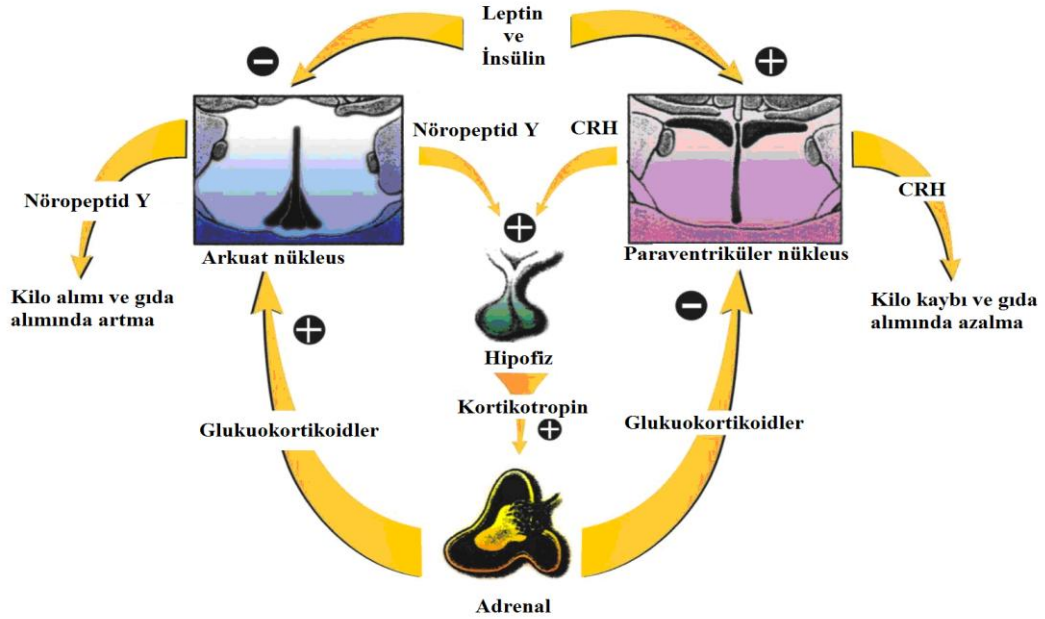 Leptin
ve
İnsülin
Nöropeptid Y
CRH
Nöropeptid Y
CRH
Arkuat nükleus
Paraventriküler nükleus
Kilo alımı ve gıda
alımında artma
Kilo kaybı ve gıda
alımında azalma
Hipofiz
Kortikotropin
Glukuokortikoidler
Glukuokortikoidler
Adrenal